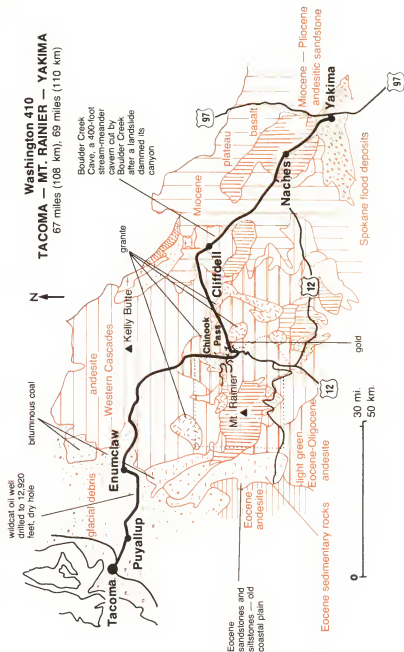 Washington 410
TACOMA — MT. RAINIER — YAKIMA
67 miles (108 km), 69 miles (110 km)
wildcat oil well
drilled to 12,920
feet, dry hole
bituminous coal
Boulder Creek
Cave, a 400-foot
stream-meander
cavern cut by
Boulder Creek
after a landslide
dammed its
canyon
N
granite
Tacoma
Puyallup
Enumclaw
glacial debris
andesite
Western Cascades
Kelly Butte
Chinook
Pass
Mt. Rainier
Cliffdell
Miocene
plateau
basalt
Naches
Yakima
Miocene — Pliocene
andesitic sandstone
97
97
12
12
Spokane flood deposits
gold
Eocene
andesite
light green
Eocene-Oligocene
andesite
Eocene sedimentary rocks
Eocene
sandstones and
siltstones — old
coastal plain
0
30 mi.
50 km.